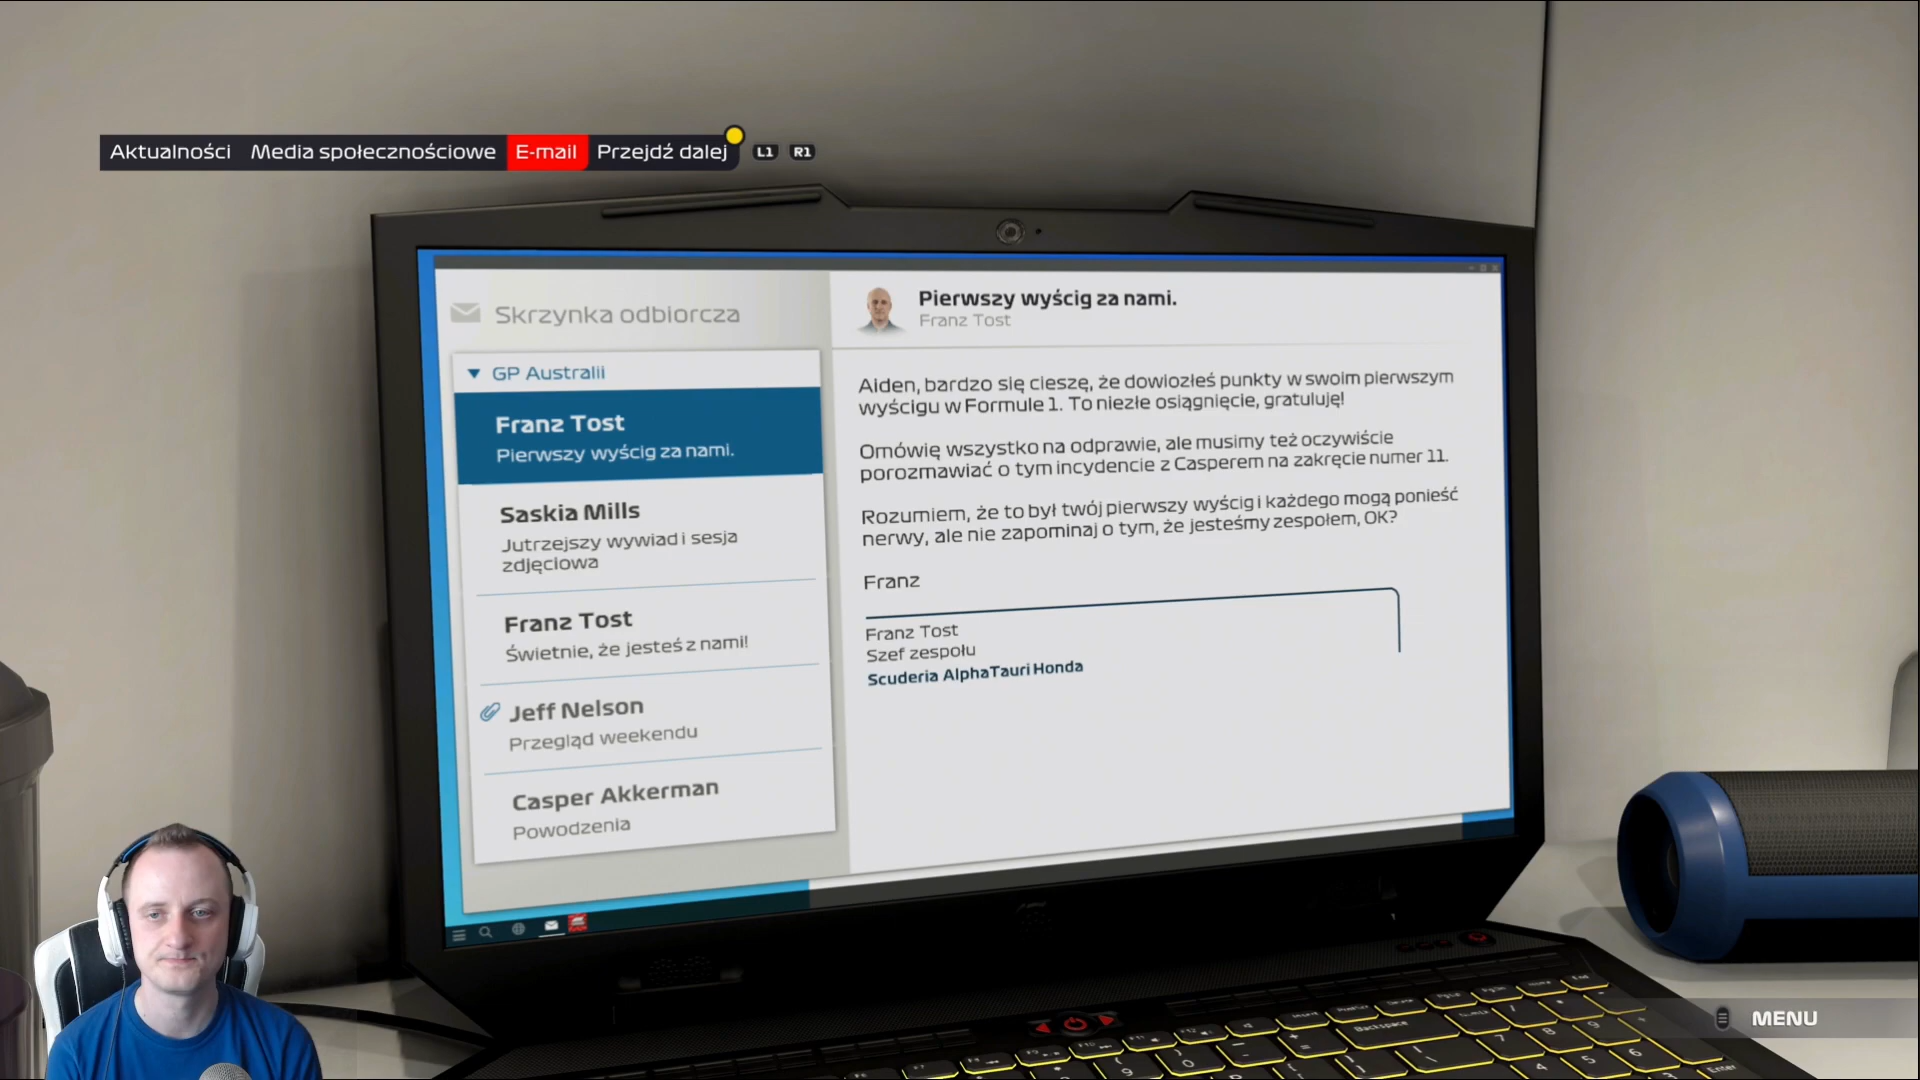 Aktualności Media społecznościowe E-mail Przejdź dalej L1 R1
Skrzynka odbiorcza
GP Australii
Franz Tost
Pierwszy wyścig za nami.
Saskia Mills
Jutrzejszy wywiad i sesja
zdjęciowa
Franz Tost
Świetnie, że jesteś z nami!
Jeff Nelson
Przegląd weekendu
Casper Akkerman
Powodzenia
Pierwszy wyścig za nami.
Franz Tost
Aiden, bardzo się cieszę, że dowiozłeś punkty w swoim pierwszym
wyścigu w Formule 1. To niezłe osiągnięcie, gratuluję!
Omówię wszystko na odprawie, ale musimy też oczywiście
porozmawiać o tym incydencie z Casperem na zakręcie numer 11.
Rozumiem, że to był twój pierwszy wyścig i każdego mogą ponieść
nerwy, ale nie zapominaj o tym, że jesteśmy zespołem, OK?
Franz
Franz Tost
Szef zespołu
Scuderia AlphaTauri Honda
MENU
Backspace
Enter